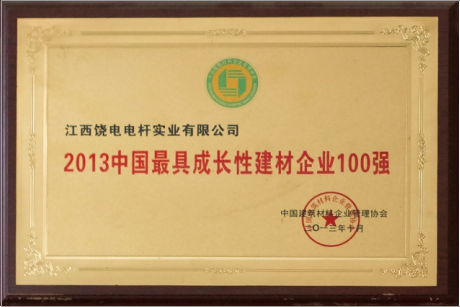 江西饶电电杆实业有限公司
2013中国最具成长性建材企业100强
中国建筑材料企业管理协会
二〇一三年十月